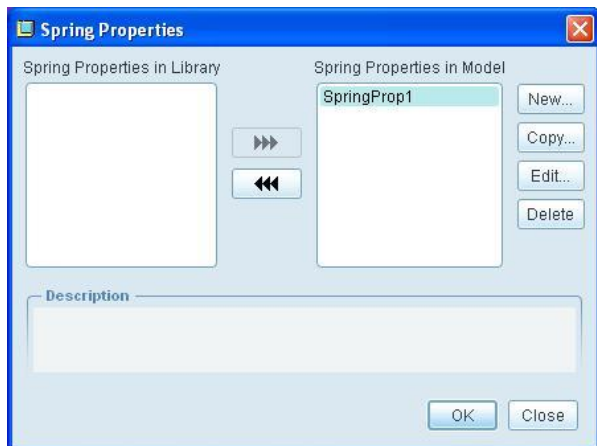 Spring Properties
Spring Properties in Library
Spring Properties in Model
SpringProp1
New...
Copy...
Edit...
Delete
Description
OK
Close